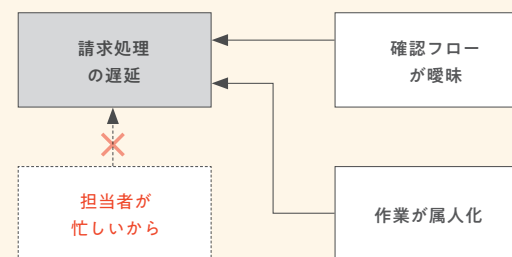 請求処理
の遅延
確認フロー
が曖昧
担当者が
忙しいから
作業が属人化